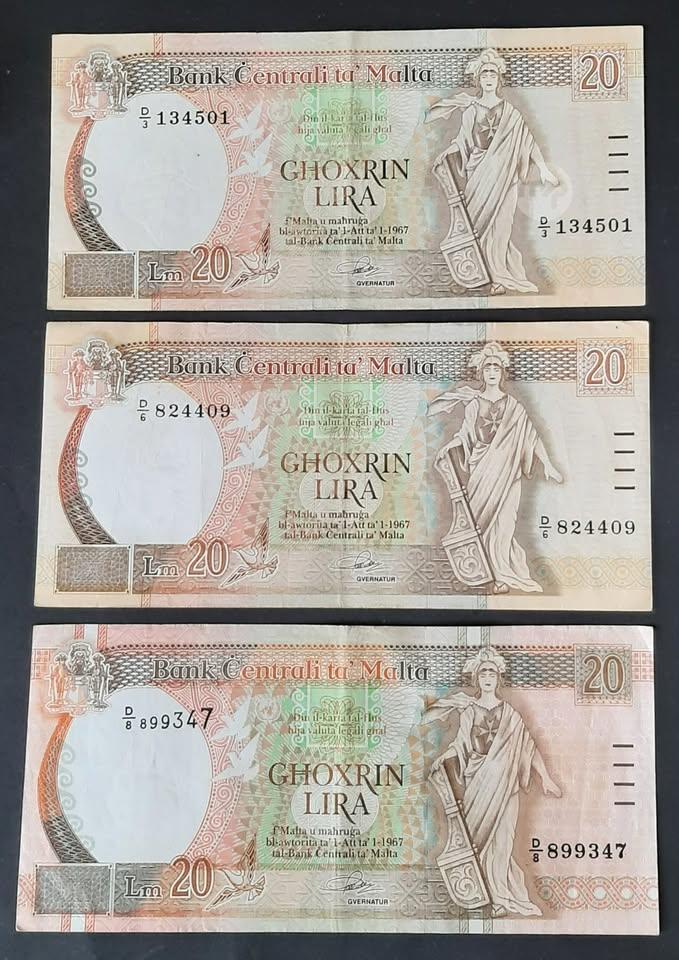 Bank Ċentrali ta' Malta
20
D/3 134501
Din il-karta tal-flus
hija valuta legali għal
GĦOXRIN
LIRA
f'Malta u maħruġa
bl-awtorità ta' l-Att ta' l-1967
tal-Bank Ċentrali ta' Malta
D/3 134501
Lm 20
GVERNATUR
Bank Ċentrali ta' Malta
20
D/6 824409
Din il-karta tal-flus
hija valuta legali għal
GĦOXRIN
LIRA
f'Malta u maħruġa
bl-awtorità ta' l-Att ta' l-1967
tal-Bank Ċentrali ta' Malta
D/6 824409
Lm 20
GVERNATUR
Bank Ċentrali ta' Malta
20
D/8 899347
Din il-karta tal-flus
hija valuta legali għal
GĦOXRIN
LIRA
f'Malta u maħruġa
bl-awtorità ta' l-Att ta' l-1967
tal-Bank Ċentrali ta' Malta
D/8 899347
Lm 20
GVERNATUR